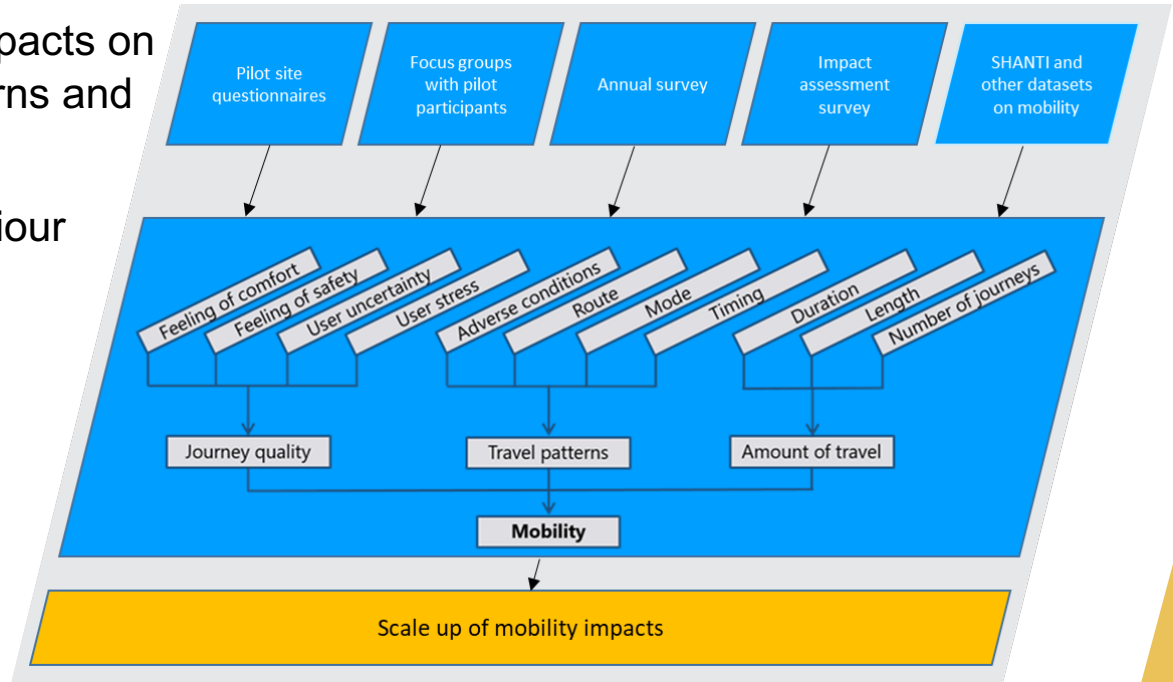 pacts on
rns and
iour
Pilot site
questionnaires
Focus groups
with pilot
participants
Annual survey
Impact
assessment
survey
SHANTI and
other datasets
on mobility
Feeling of comfort
Feeling of safety
User uncertainty
User stress
Adverse conditions
Route
Mode
Timing
Duration
Length
Number of journeys
Journey quality
Travel patterns
Amount of travel
Mobility
Scale up of mobility impacts